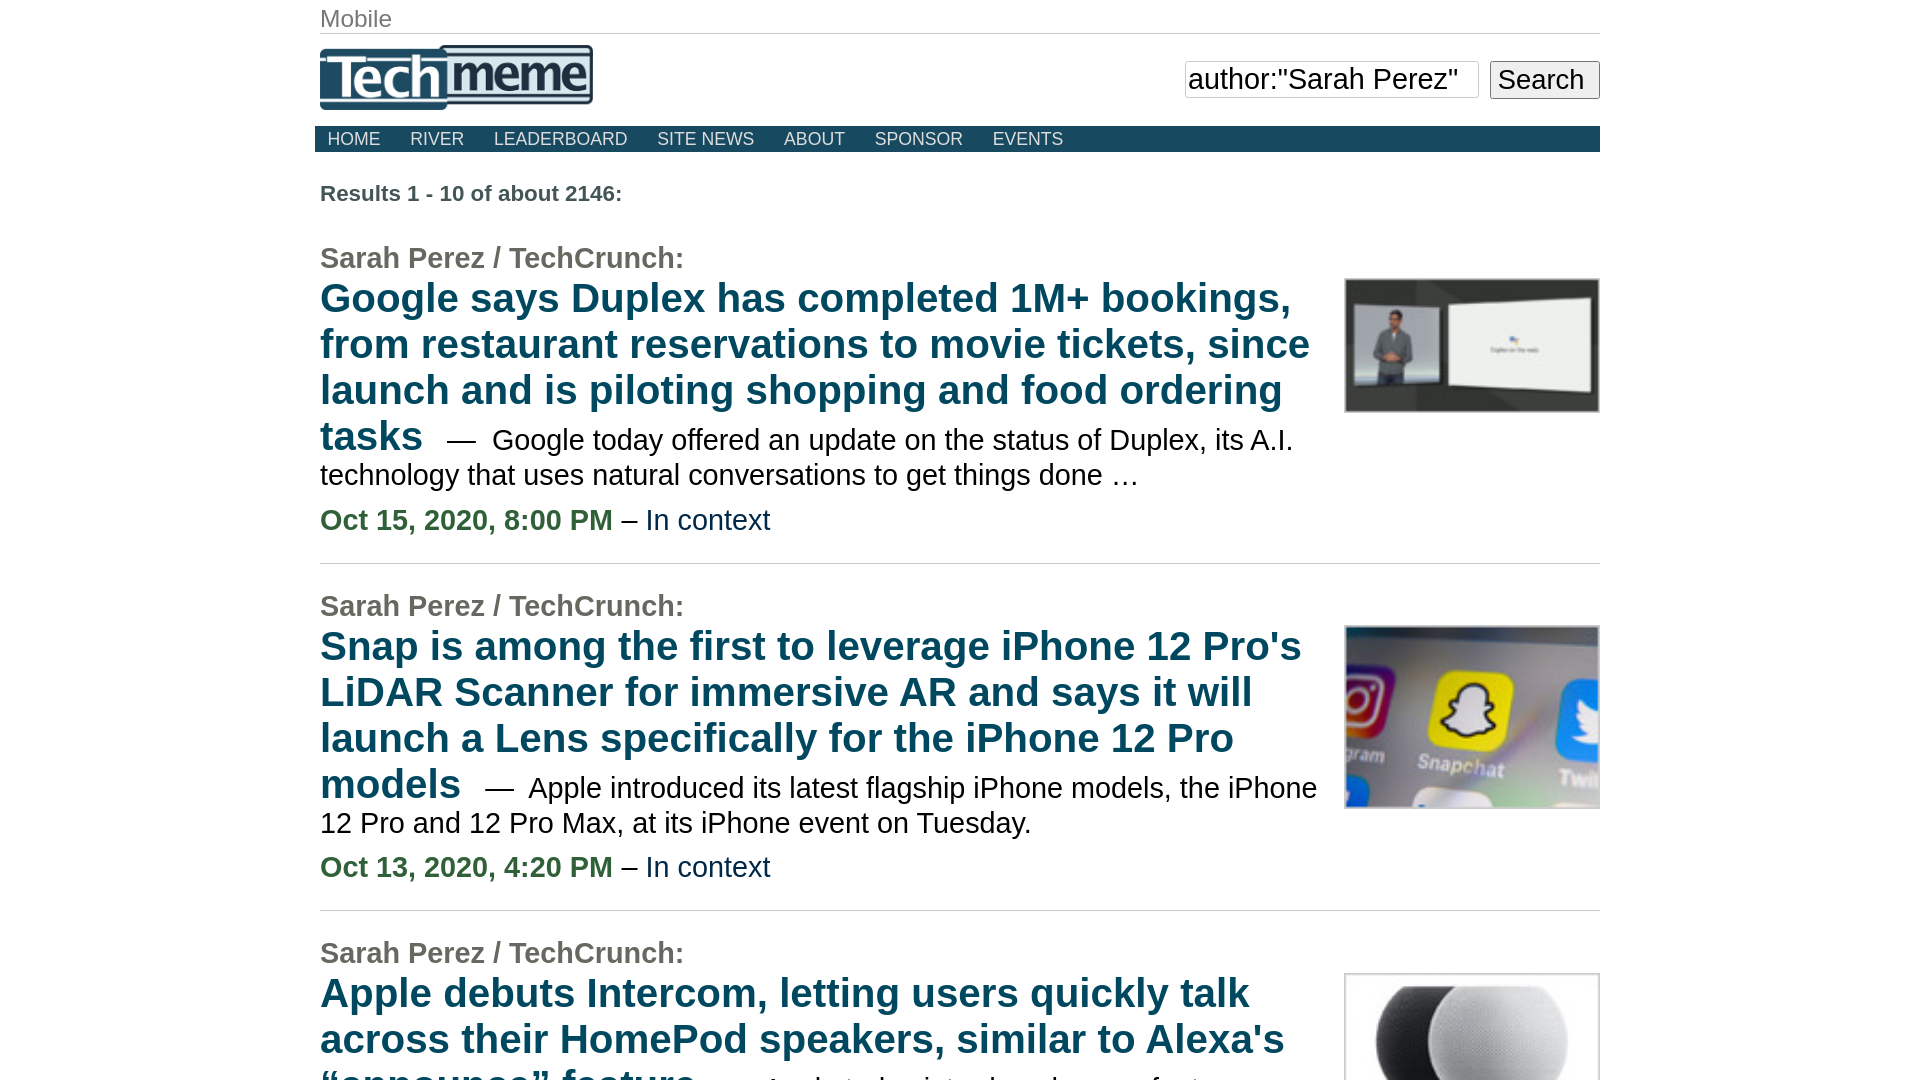 Mobile
Techmeme
author:"Sarah Perez" Search
HOME RIVER LEADERBOARD SITE NEWS ABOUT SPONSOR EVENTS
Results 1 - 10 of about 2146:
Sarah Perez / TechCrunch:
Google says Duplex has completed 1M+ bookings,
from restaurant reservations to movie tickets, since
launch and is piloting shopping and food ordering
tasks — Google today offered an update on the status of Duplex, its A.I.
technology that uses natural conversations to get things done …
Oct 15, 2020, 8:00 PM – In context
Sarah Perez / TechCrunch:
Snap is among the first to leverage iPhone 12 Pro's
LiDAR Scanner for immersive AR and says it will
launch a Lens specifically for the iPhone 12 Pro
models — Apple introduced its latest flagship iPhone models, the iPhone
12 Pro and 12 Pro Max, at its iPhone event on Tuesday.
gram Snapchat Twit
Oct 13, 2020, 4:20 PM – In context
Sarah Perez / TechCrunch:
Apple debuts Intercom, letting users quickly talk
across their HomePod speakers, similar to Alexa's
“announce” feature